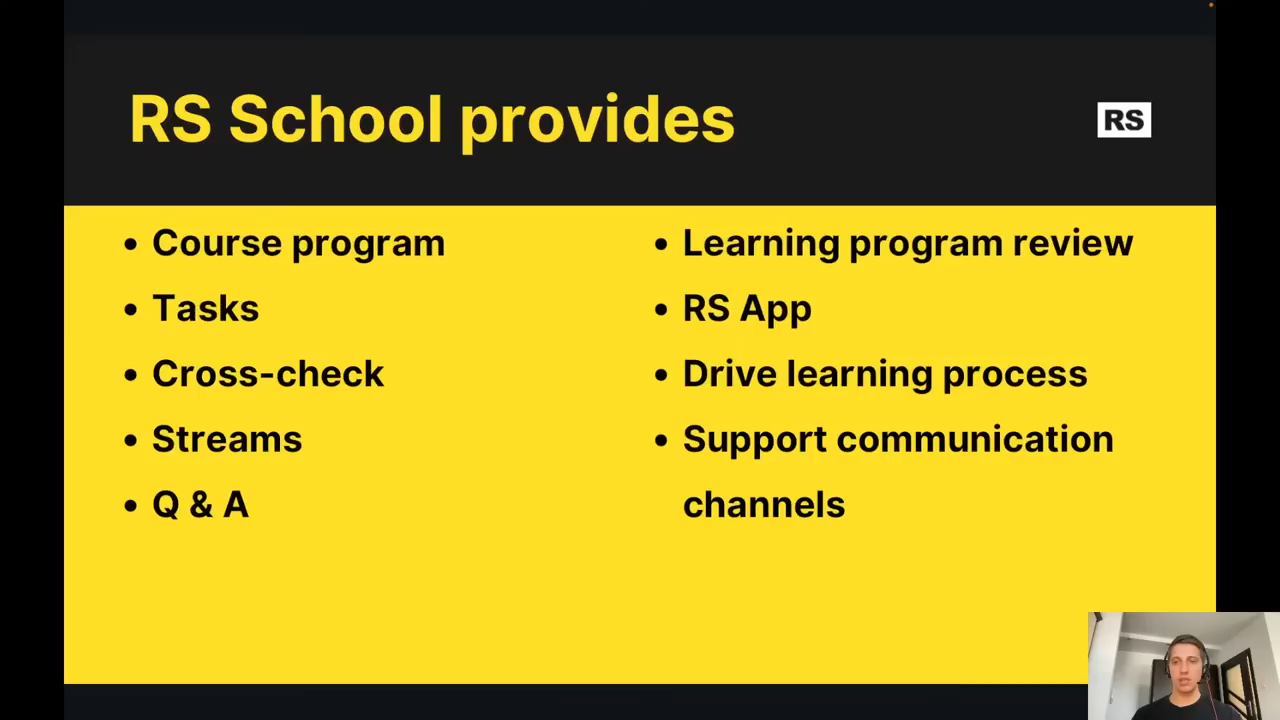 RS School provides
RS
• Course program
• Tasks
• Cross-check
• Streams
• Q & A
• Learning program review
• RS App
• Drive learning process
• Support communication
channels